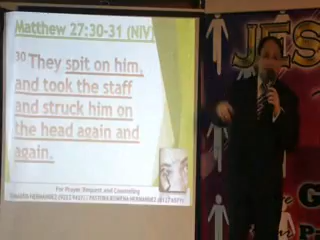 Matthew 27:30-31 (NIV)
30 They spit on him,
and took the staff
and struck him on
the head again and
again.
For Prayer Request and Counseling
JES